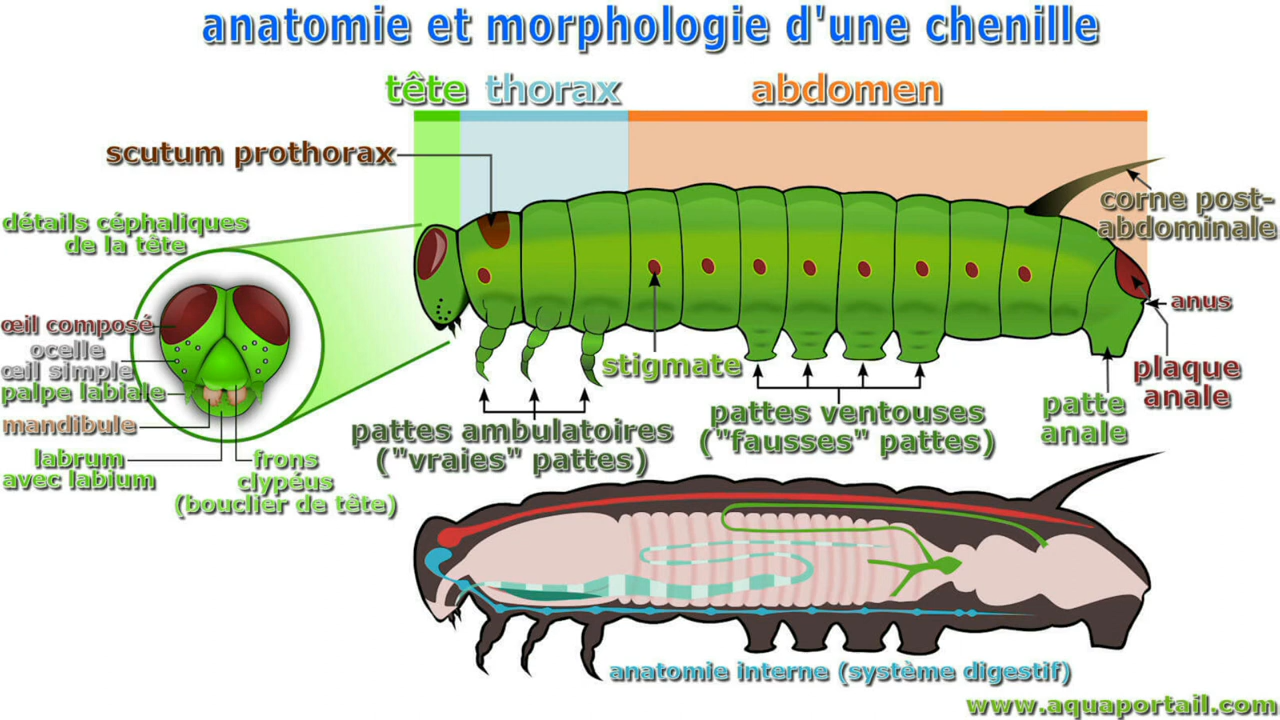 anatomie et morphologie d'une chenille
tête thorax abdomen
scutum prothorax
corne post-
abdominale
détails céphaliques
de la tête
œil composé
ocelle
œil simple
palpe labiale
mandibule
labrum
avec labium
frons
clypéus
(bouclier de tête)
stigmate
anus
plaque
anale
patte
anale
pattes ambulatoires
("vraies" pattes)
pattes ventouses
("fausses" pattes)
anatomie interne (système digestif)
www.aquaportail.com